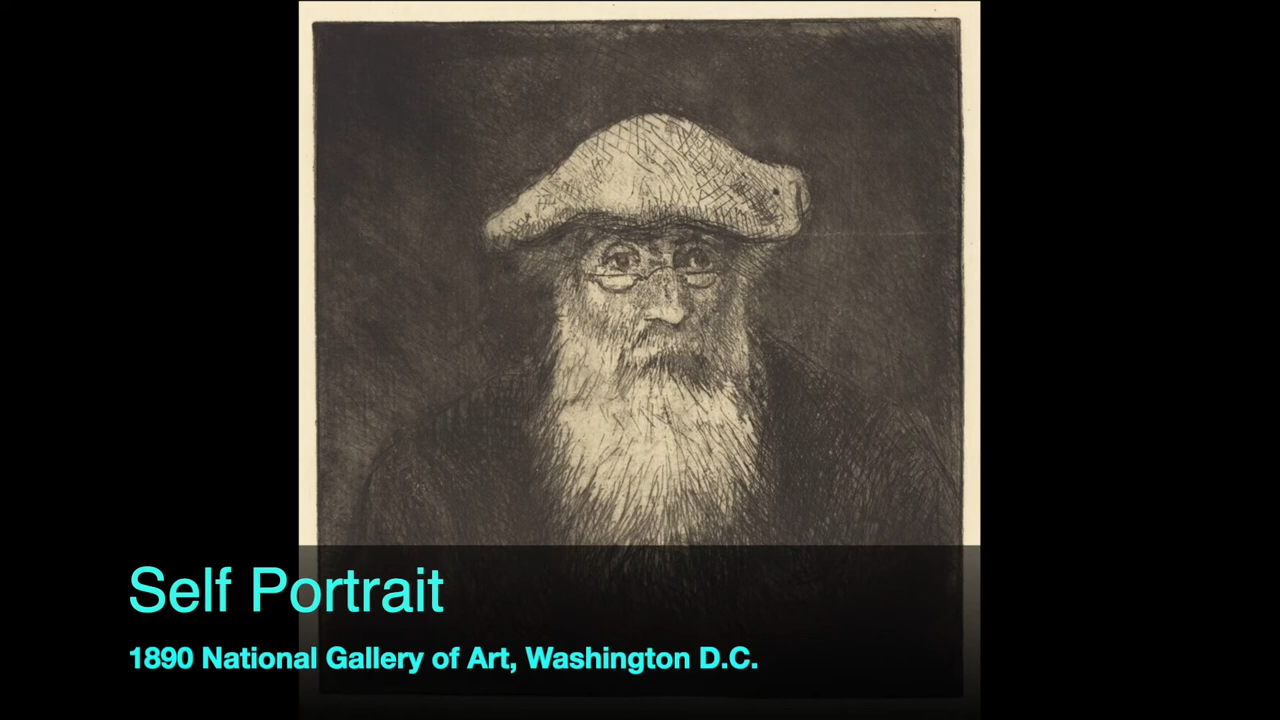 Self Portrait
1890 National Gallery of Art, Washington D.C.